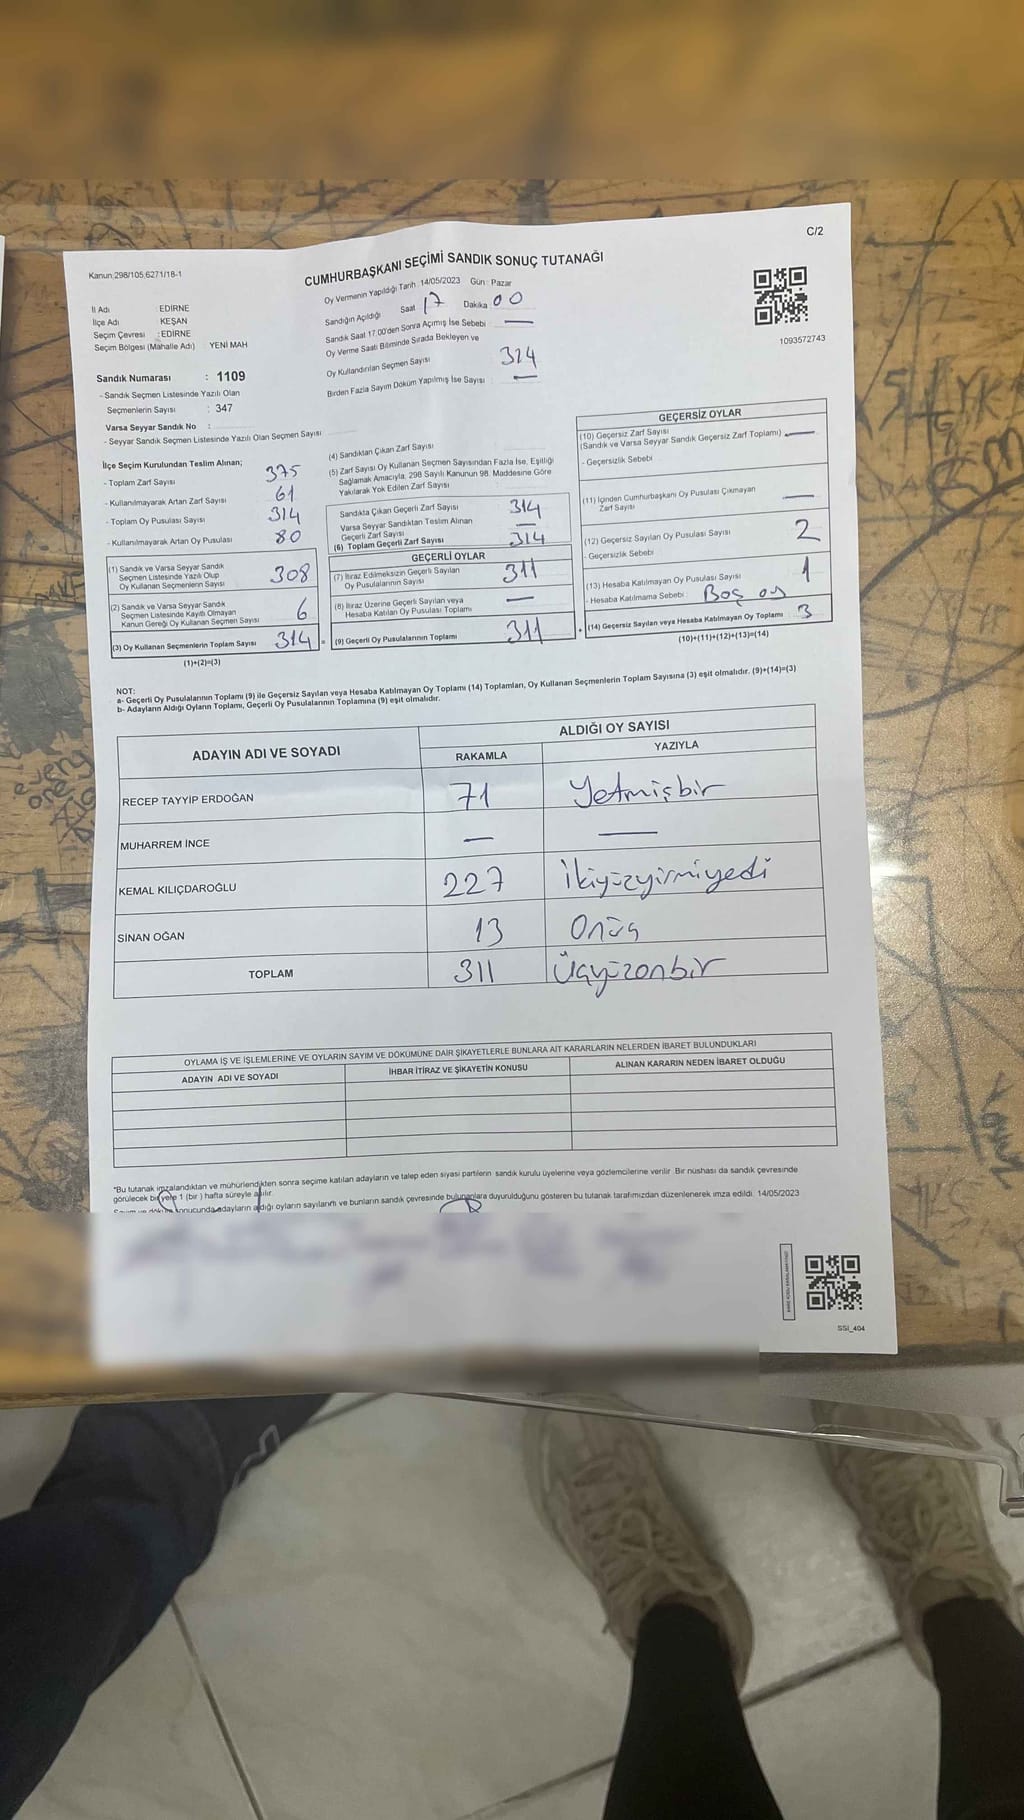 C/2
Kanun:298/105,6271/18-1
CUMHURBAŞKANI SEÇİMİ SANDIK SONUÇ TUTANAĞI
Oy Vermenin Yapıldığı Tarih :14/05/2023 Gün : Pazar
Sandığın Açıldığı Saat 17 Dakika 00
Sandık Saat 17.00'den Sonra Açılmış İse Sebebi : —
Oy Verme Saati Bitiminde Sırada Bekleyen ve
Oy Kullandırılan Seçmen Sayısı : 314
Birden Fazla Sayım Döküm Yapılmış İse Sayısı : —
1093572743
İl Adı : EDİRNE
İlçe Adı : KEŞAN
Seçim Çevresi : EDİRNE
Seçim Bölgesi (Mahalle Adı) YENİ MAH
Sandık Numarası : 1109
- Sandık Seçmen Listesinde Yazılı Olan
Seçmenlerin Sayısı : 347
Varsa Seyyar Sandık No :
- Seyyar Sandık Seçmen Listesinde Yazılı Olan Seçmen Sayısı
İlçe Seçim Kurulundan Teslim Alınan;
- Toplam Zarf Sayısı 375
- Kullanılmayarak Artan Zarf Sayısı 61
- Toplam Oy Pusulası Sayısı 314
- Kullanılmayarak Artan Oy Pusulası 80
(1) Sandık ve Varsa Seyyar Sandık
Seçmen Listesinde Yazılı Olup
Oy Kullanan Seçmenlerin Sayısı 308
(2) Sandık ve Varsa Seyyar Sandık
Seçmen Listesinde Kayıtlı Olmayan
Kanun Gereği Oy Kullanan Seçmen Sayısı 6
(3) Oy Kullanan Seçmenlerin Toplam Sayısı 314 =
(1)+(2)=(3)
(4) Sandıktan Çıkan Zarf Sayısı
(5) Zarf Sayısı Oy Kullanan Seçmen Sayısından Fazla İse, Eşitliği
Sağlamak Amacıyla, 298 Sayılı Kanunun 98. Maddesine Göre
Yakılarak Yok Edilen Zarf Sayısı
Sandıkta Çıkan Geçerli Zarf Sayısı 314
Varsa Seyyar Sandıktan Teslim Alınan
Geçerli Zarf Sayısı —
(6) Toplam Geçerli Zarf Sayısı 314
GEÇERLİ OYLAR
(7) İtiraz Edilmeksizin Geçerli Sayılan
Oy Pusulalarının Sayısı 311
(8) İtiraz Üzerine Geçerli Sayılan veya
Hesaba Katılan Oy Pusulası Toplamı —
(9) Geçerli Oy Pusulalarının Toplamı 311 +
GEÇERSİZ OYLAR
(10) Geçersiz Zarf Sayısı
(Sandık ve Varsa Seyyar Sandık Geçersiz Zarf Toplamı) —
- Geçersizlik Sebebi
(11) İçinden Cumhurbaşkanı Oy Pusulası Çıkmayan
Zarf Sayısı —
(12) Geçersiz Sayılan Oy Pusulası Sayısı 2
- Geçersizlik Sebebi
(13) Hesaba Katılmayan Oy Pusulası Sayısı 1
- Hesaba Katılmama Sebebi : Boş oy
(14) Geçersiz Sayılan veya Hesaba Katılmayan Oy Toplamı 3
(10)+(11)+(12)+(13)=(14)
NOT:
a- Geçerli Oy Pusulalarının Toplamı (9) ile Geçersiz Sayılan veya Hesaba Katılmayan Oy Toplamı (14) Toplamları, Oy Kullanan Seçmenlerin Toplam Sayısına (3) eşit olmalıdır. (9)+(14)=(3)
b- Adayların Aldığı Oyların Toplamı, Geçerli Oy Pusulalarının Toplamına (9) eşit olmalıdır.
ADAYIN ADI VE SOYADI ALDIĞI OY SAYISI
RAKAMLA YAZIYLA
RECEP TAYYİP ERDOĞAN 71 Yetmişbir
MUHARREM İNCE — —
KEMAL KILIÇDAROĞLU 227 İkiyüzyirmiyedi
SİNAN OĞAN 13 Onüç
TOPLAM 311 Üçyüzonbir
OYLAMA İŞ VE İŞLEMLERİNE VE OYLARIN SAYIM VE DÖKÜMÜNE DAİR ŞİKAYETLERLE BUNLARA AİT KARARLARIN NELERDEN İBARET BULUNDUKLARI
ADAYIN ADI VE SOYADI İHBAR İTİRAZ VE ŞİKAYETİN KONUSU ALINAN KARARIN NEDEN İBARET OLDUĞU
*Bu tutanak imzalandıktan ve mühürlendikten sonra seçime katılan adayların ve talep eden siyasi partilerin sandık kurulu üyelerine veya gözlemcilerine verilir. Bir nüshası da sandık çevresinde
görülecek bir yere 1 (bir ) hafta süreyle asılır.
Sayım ve döküm sonucunda adayların aldığı oyların sayılarını ve bunların sandık çevresinde bulunanlara duyurulduğunu gösteren bu tutanak tarafımızdan düzenlenerek imza edildi. 14/05/2023
SSI_404